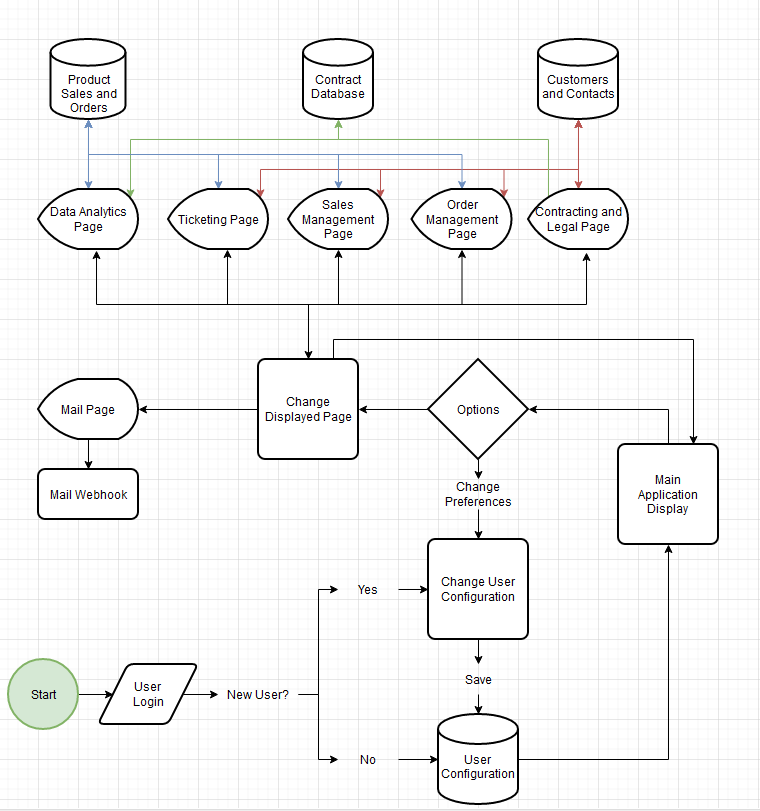 Product
Sales and
Orders
Contract
Database
Customers
and Contacts
Data Analytics
Page
Ticketing Page
Sales
Management
Page
Order
Management
Page
Contracting and
Legal Page
Mail Page
Change
Displayed Page
Options
Mail Webhook
Main
Application
Display
Change
Preferences
Yes
Change User
Configuration
Start
User
Login
New User?
Save
No
User
Configuration